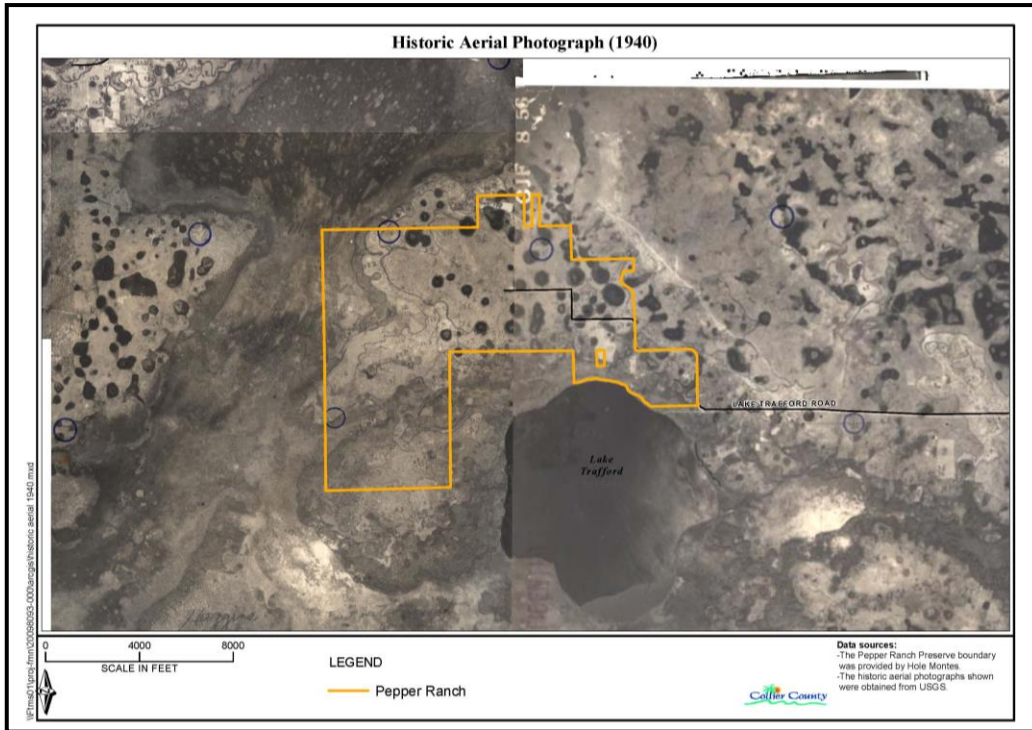 Historic Aerial Photograph (1940)
8 56
LAKE TRAFFORD ROAD
Lake
Trafford
0 4000 8000
SCALE IN FEET
LEGEND
Pepper Ranch
Data sources:
-The Pepper Ranch Preserve boundary
was provided by Hole Montes.
-The historic aerial photographs shown
were obtained from USGS.
Collier County